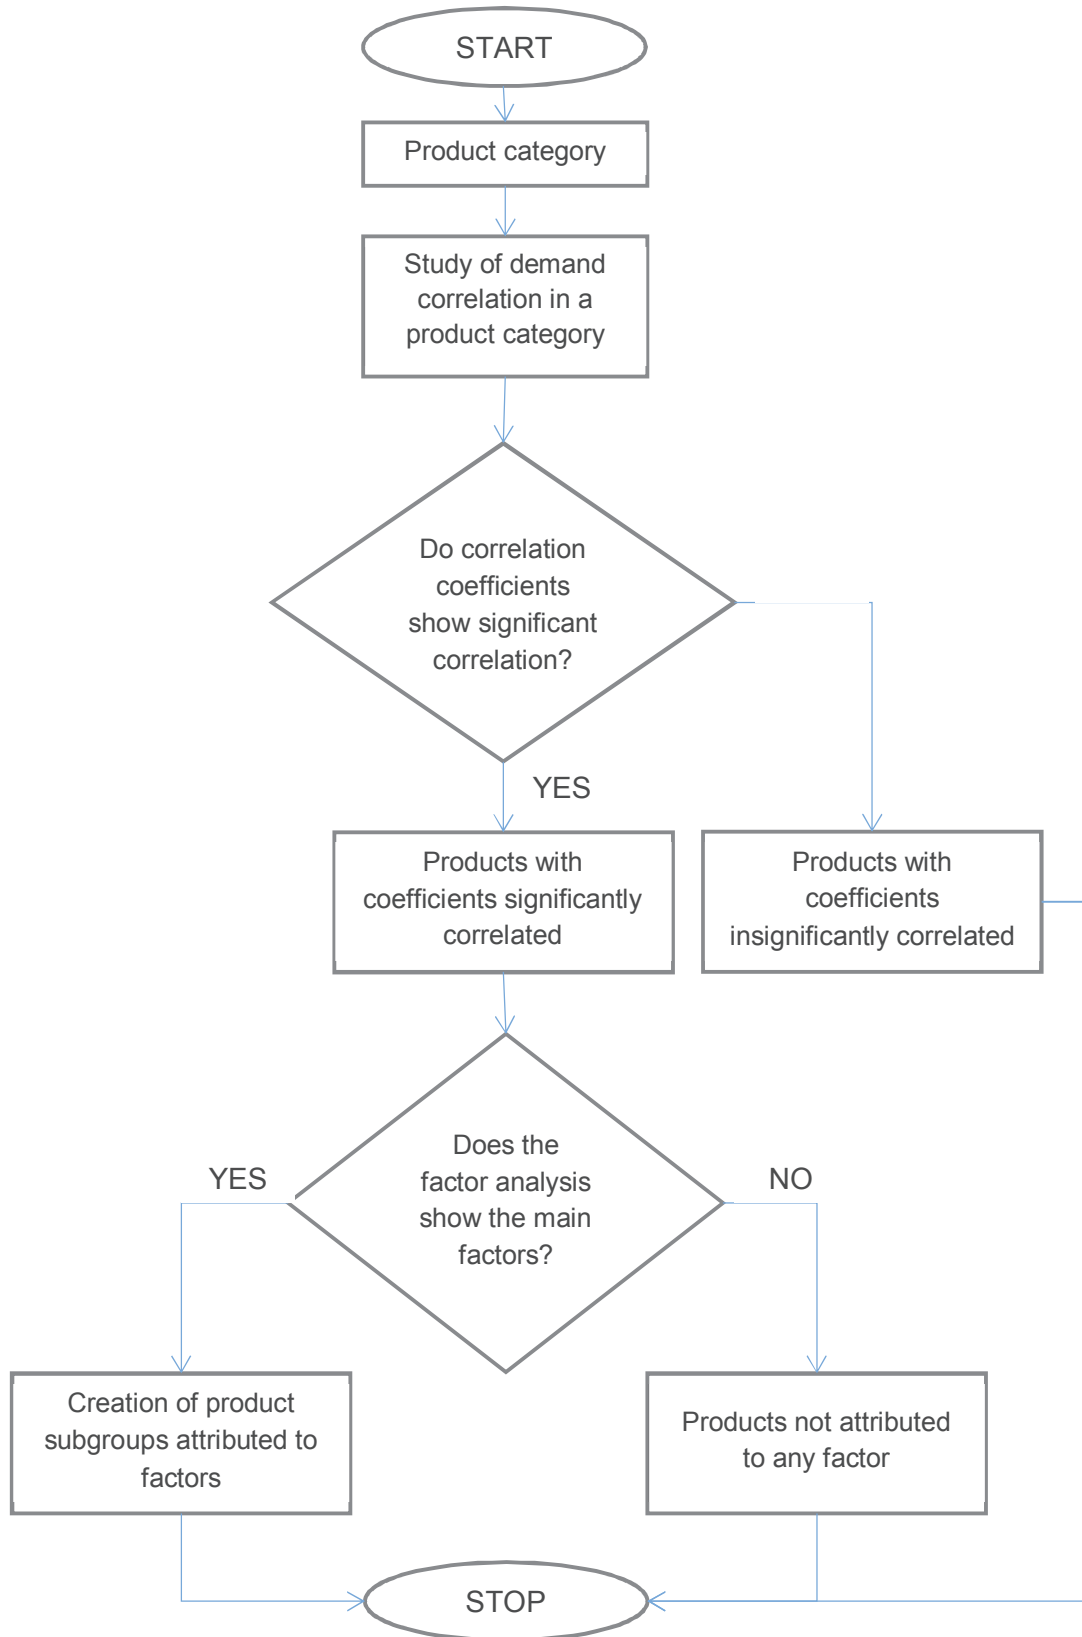 START
Product category
Study of demand
correlation in a
product category
Do correlation
coefficients
show significant
correlation?
YES
Products with
coefficients significantly
correlated
Products with
coefficients
insignificantly correlated
Does the
factor analysis
show the main
factors?
YES
NO
Creation of product
subgroups attributed to
factors
Products not attributed
to any factor
STOP